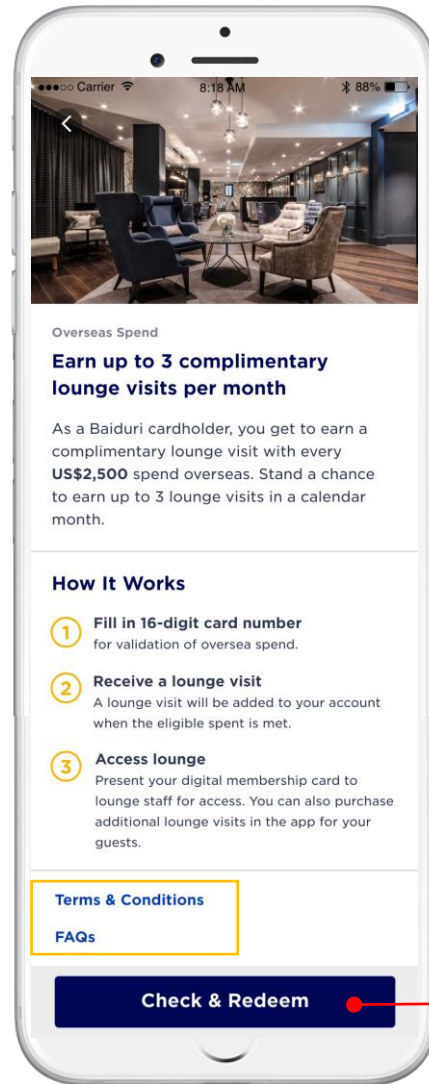 ●●●○○ Carrier 8:18 AM 88%
Overseas Spend
Earn up to 3 complimentary
lounge visits per month
As a Baiduri cardholder, you get to earn a
complimentary lounge visit with every
US$2,500 spend overseas. Stand a chance
to earn up to 3 lounge visits in a calendar
month.
How It Works
1 Fill in 16-digit card number
for validation of oversea spend.
2 Receive a lounge visit
A lounge visit will be added to your account
when the eligible spent is met.
3 Access lounge
Present your digital membership card to
lounge staff for access. You can also purchase
additional lounge visits in the app for your
guests.
Terms & Conditions
FAQs
Check & Redeem